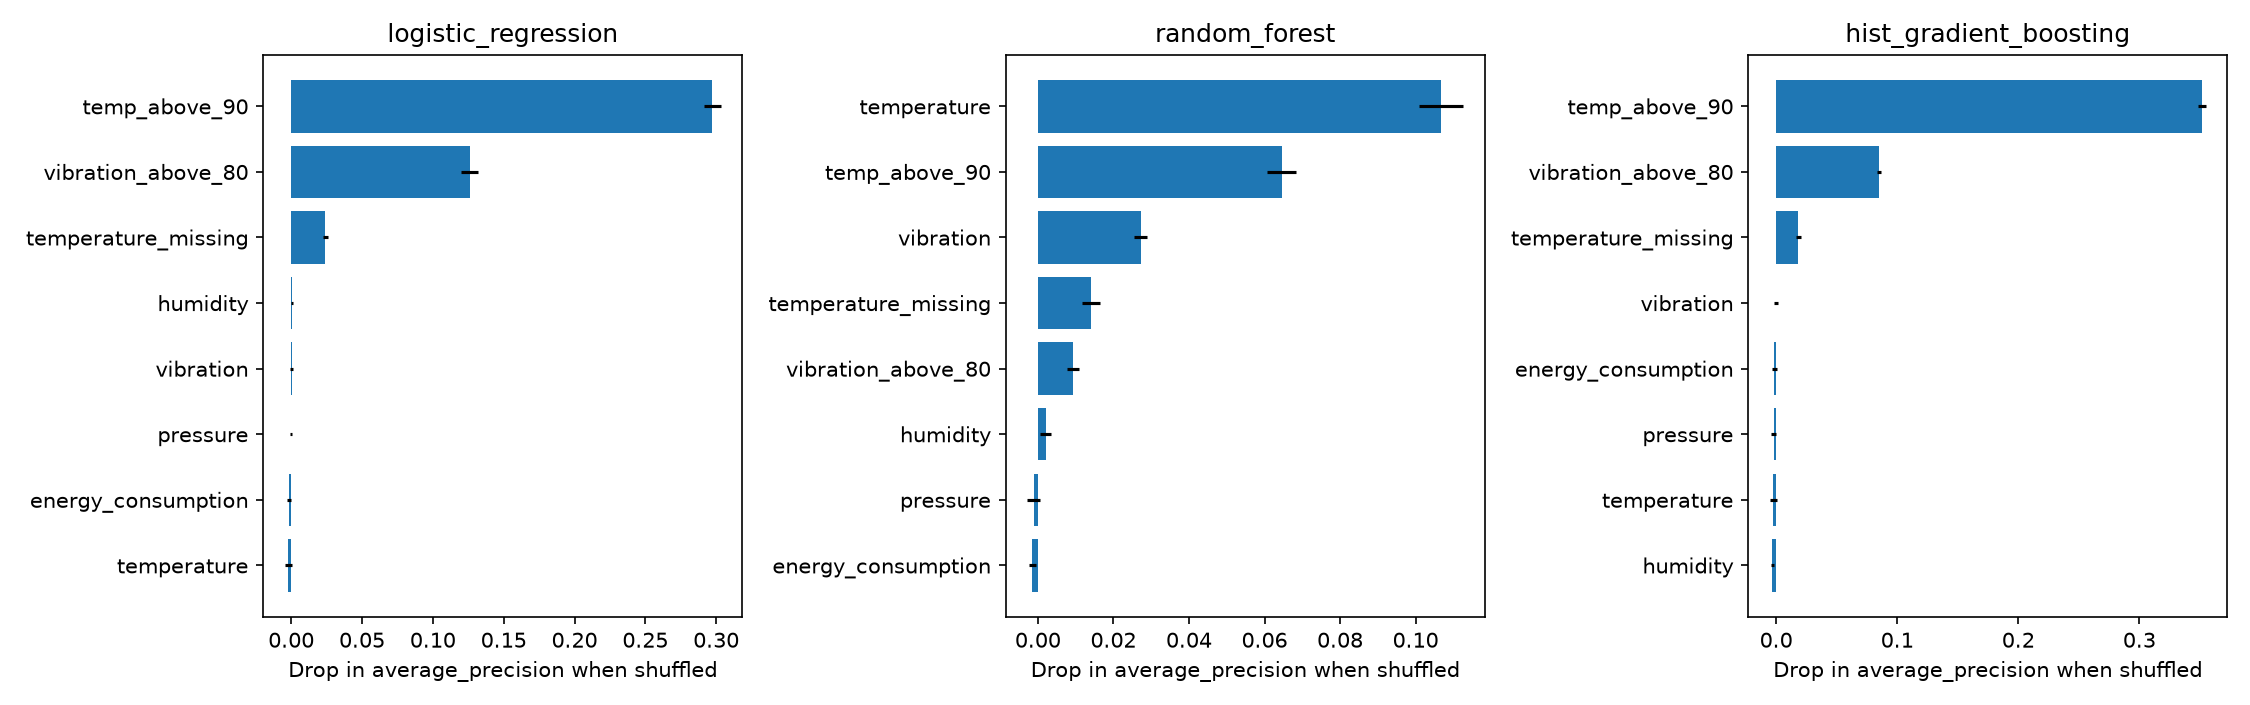 logistic_regression
temp_above_90
vibration_above_80
temperature_missing
humidity
vibration
pressure
energy_consumption
temperature
0.00 0.05 0.10 0.15 0.20 0.25 0.30
Drop in average_precision when shuffled
random_forest
temperature
temp_above_90
vibration
temperature_missing
vibration_above_80
humidity
pressure
energy_consumption
0.00 0.02 0.04 0.06 0.08 0.10
Drop in average_precision when shuffled
hist_gradient_boosting
temp_above_90
vibration_above_80
temperature_missing
vibration
energy_consumption
pressure
temperature
humidity
0.0 0.1 0.2 0.3
Drop in average_precision when shuffled